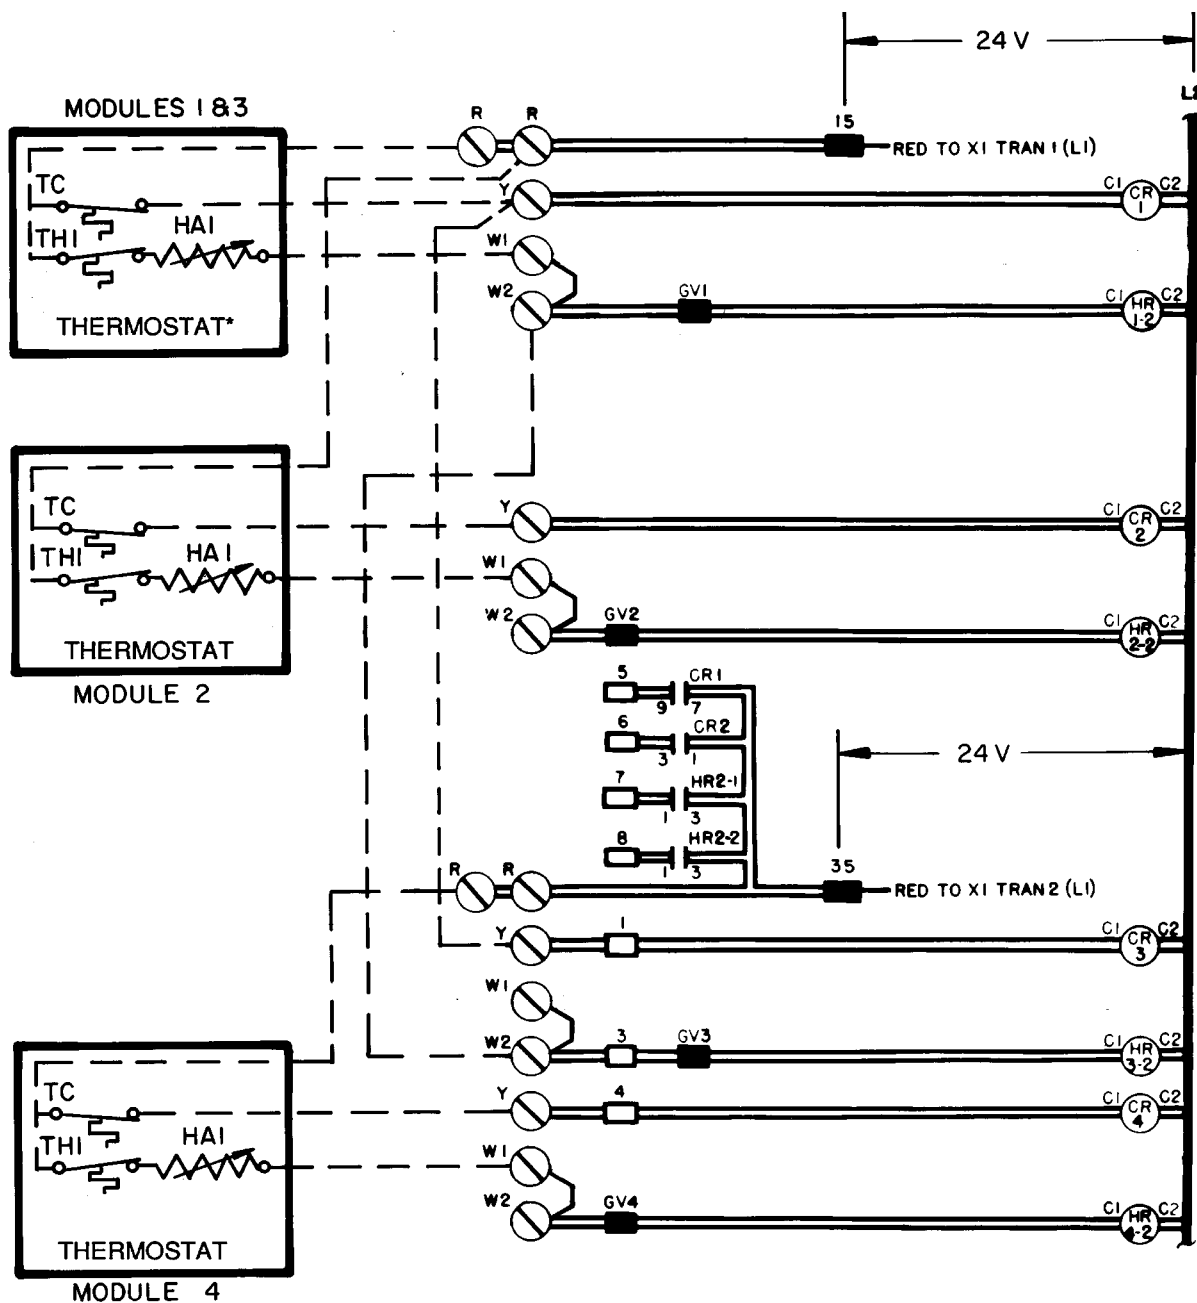 24 V
L2
MODULES 1 & 3
R R 15
RED TO X1 TRAN 1 (L1)
TC
Y C1 CR 1 C2
TH1 HA1
W1
W2 GV1 C1 HR 1-2 C2
THERMOSTAT*
TC
Y C1 CR 2 C2
TH1 HA1
W1
W2 GV2 C1 HR 2-2 C2
THERMOSTAT
MODULE 2
5 CR1
9 7
6 CR2
3 1
24 V
7 HR2-1
1 3
8 HR2-2
1 3
R R 35
RED TO X1 TRAN 2 (L1)
Y 1 C1 CR 3 C2
W1
W2 3 GV3 C1 HR 3-2 C2
TC
Y 4 C1 CR 4 C2
TH1 HA1
W1
W2 GV4 C1 HR 4-2 C2
THERMOSTAT
MODULE 4